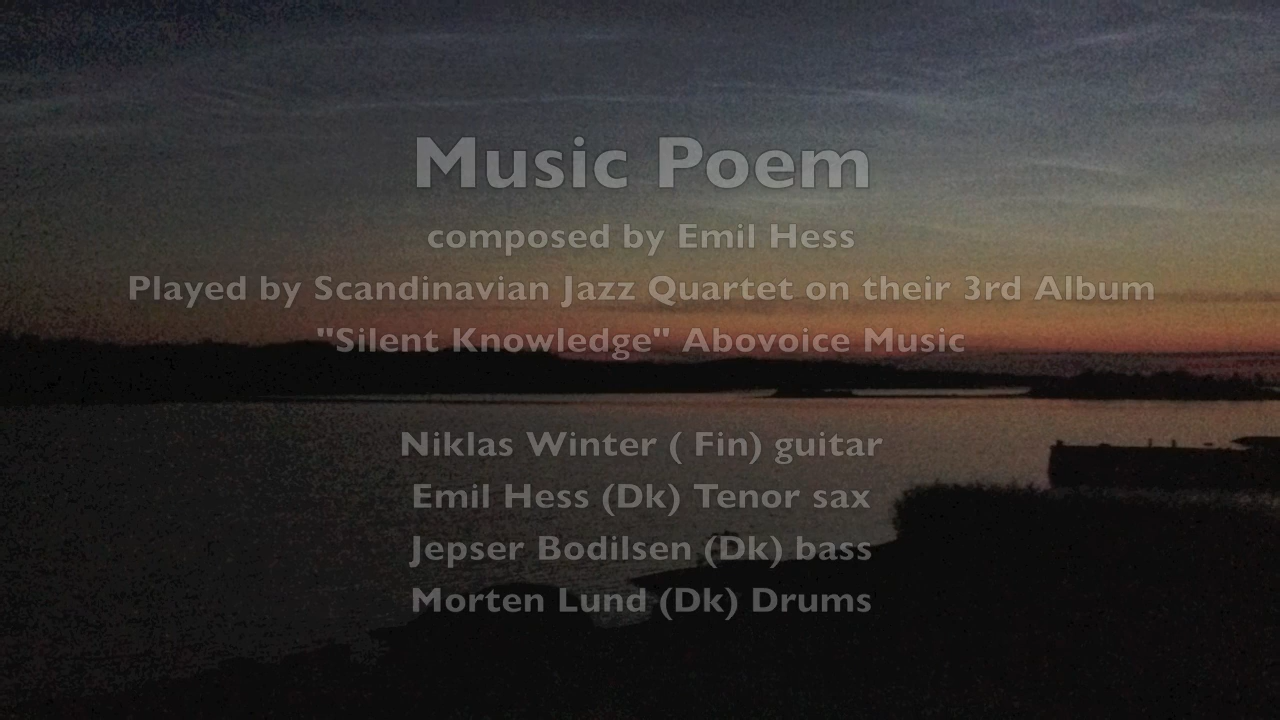 Music Poem
composed by Emil Hess
Played by Scandinavian Jazz Quartet on their 3rd Album
"Silent Knowledge" Abovoice Music
Niklas Winter ( Fin) guitar
Emil Hess (Dk) Tenor sax
Jepser Bodilsen (Dk) bass
Morten Lund (Dk) Drums